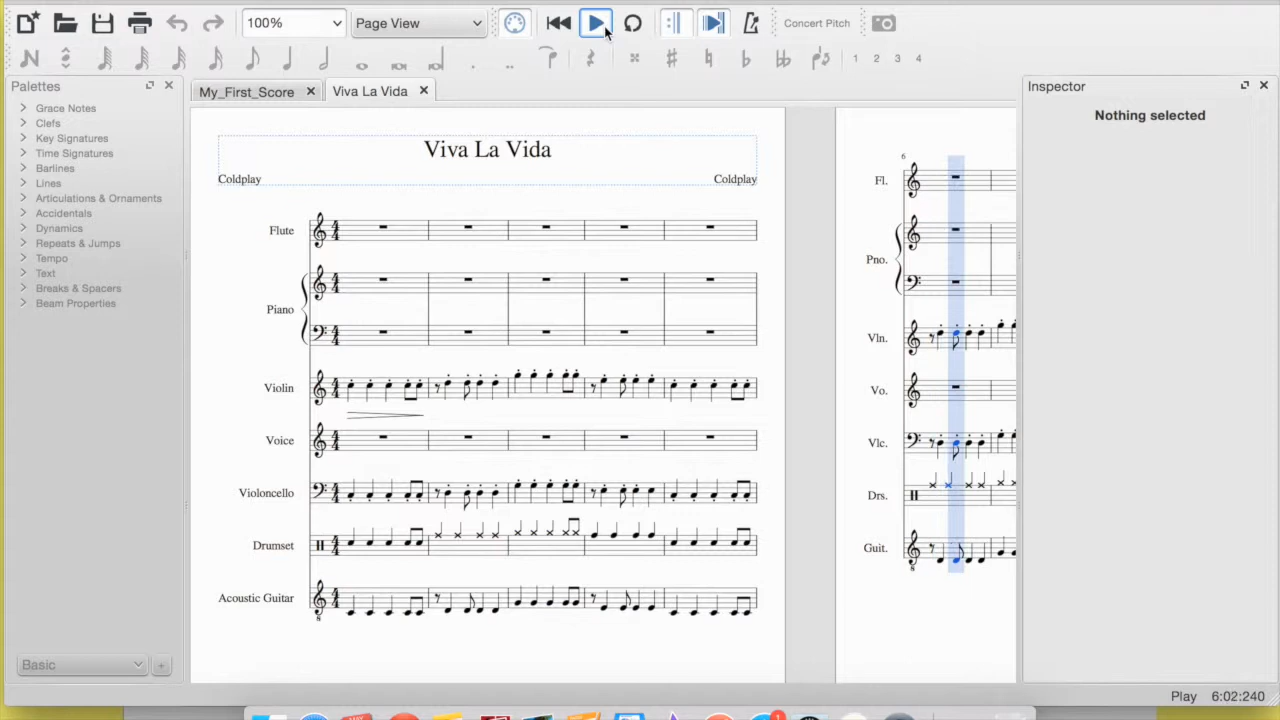 100%
Page View
Concert Pitch
1 2 3 4
Palettes
Grace Notes
Clefs
Key Signatures
Time Signatures
Barlines
Lines
Articulations & Ornaments
Accidentals
Dynamics
Repeats & Jumps
Tempo
Text
Breaks & Spacers
Beam Properties
Basic
+
My_First_Score
Viva La Vida
Viva La Vida
Coldplay
Coldplay
Flute
Piano
Violin
Voice
Violoncello
Drumset
Acoustic Guitar
6
Fl.
Pno.
Vln.
Vo.
Vlc.
Drs.
Guit.
Inspector
Nothing selected
Play 6:02:240